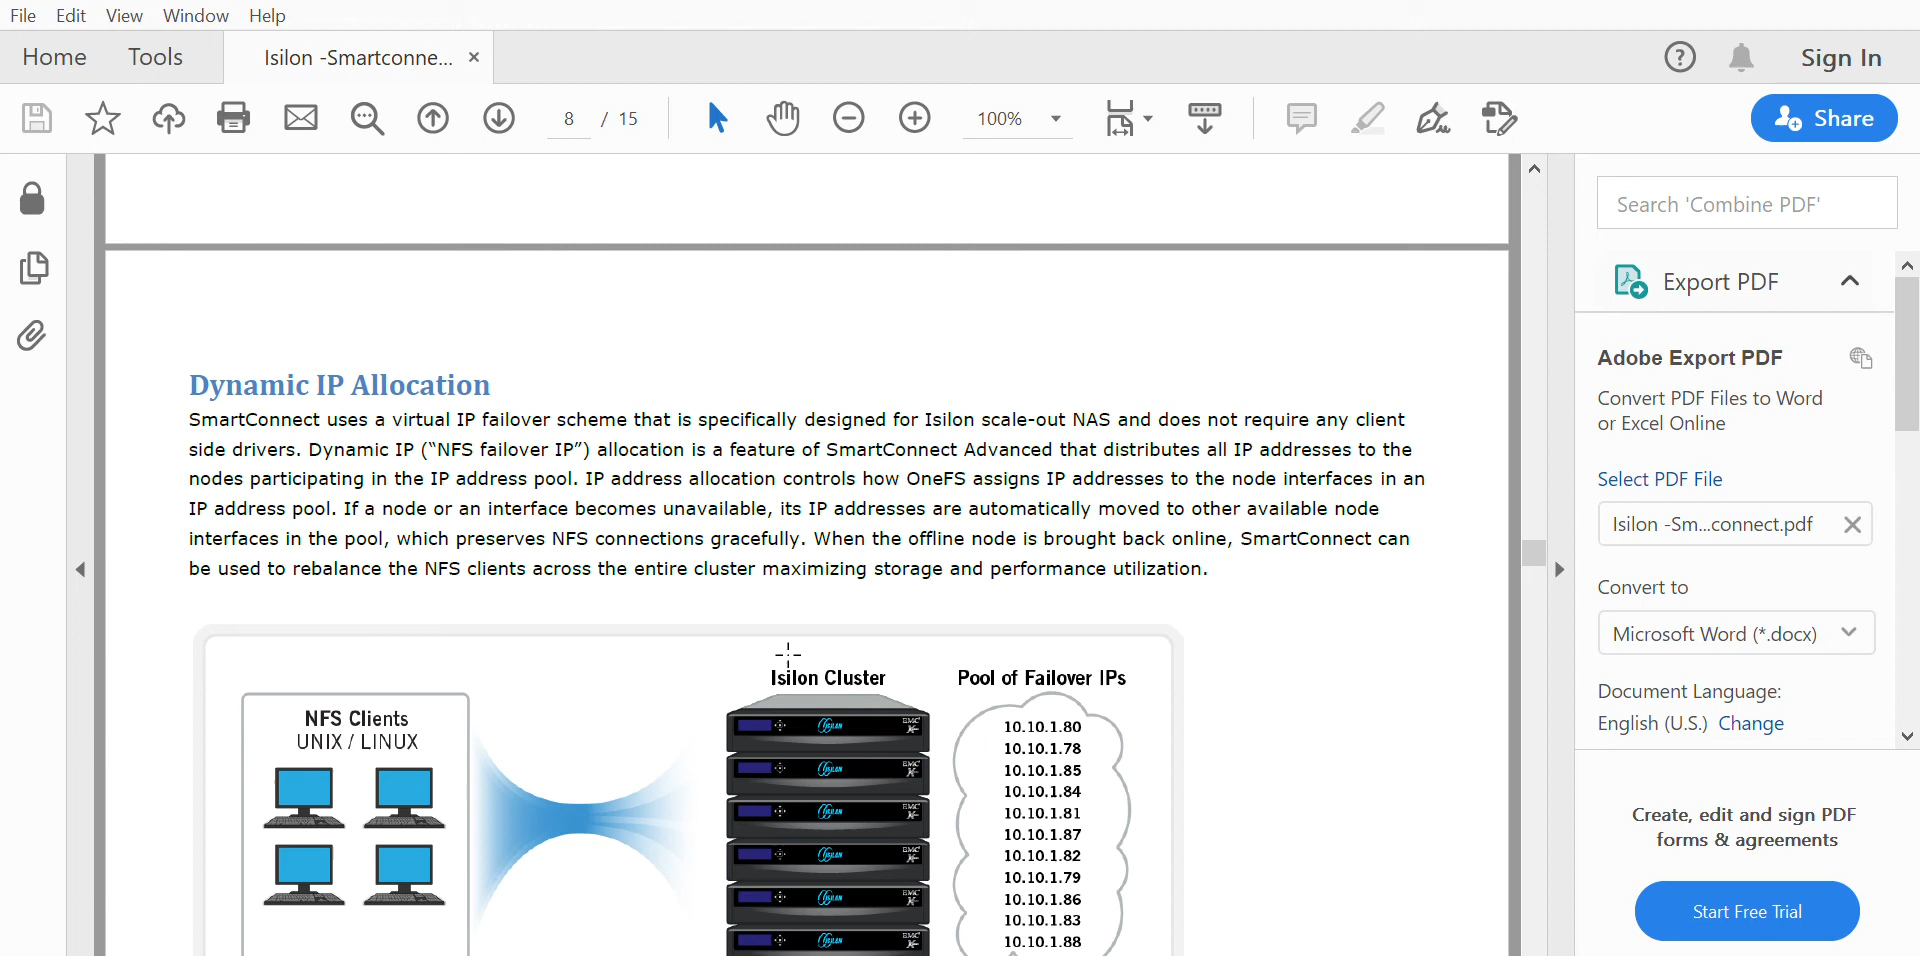 File Edit View Window Help
Home Tools Isilon -Smartconne... × Sign In
8 / 15 100% Share
Search 'Combine PDF'
Export PDF
Adobe Export PDF
Convert PDF Files to Word
or Excel Online
Select PDF File
Isilon -Sm...connect.pdf
Convert to
Microsoft Word (*.docx)
Document Language:
English (U.S.) Change
Create, edit and sign PDF
forms & agreements
Start Free Trial
Dynamic IP Allocation
SmartConnect uses a virtual IP failover scheme that is specifically designed for Isilon scale-out NAS and does not require any client
side drivers. Dynamic IP (“NFS failover IP”) allocation is a feature of SmartConnect Advanced that distributes all IP addresses to the
nodes participating in the IP address pool. IP address allocation controls how OneFS assigns IP addresses to the node interfaces in an
IP address pool. If a node or an interface becomes unavailable, its IP addresses are automatically moved to other available node
interfaces in the pool, which preserves NFS connections gracefully. When the offline node is brought back online, SmartConnect can
be used to rebalance the NFS clients across the entire cluster maximizing storage and performance utilization.
NFS Clients
UNIX / LINUX
Isilon Cluster
ISILON EMC²
ISILON EMC²
ISILON EMC²
ISILON EMC²
ISILON EMC²
ISILON EMC²
Pool of Failover IPs
10.10.1.80
10.10.1.78
10.10.1.85
10.10.1.84
10.10.1.81
10.10.1.87
10.10.1.82
10.10.1.79
10.10.1.86
10.10.1.83
10.10.1.88